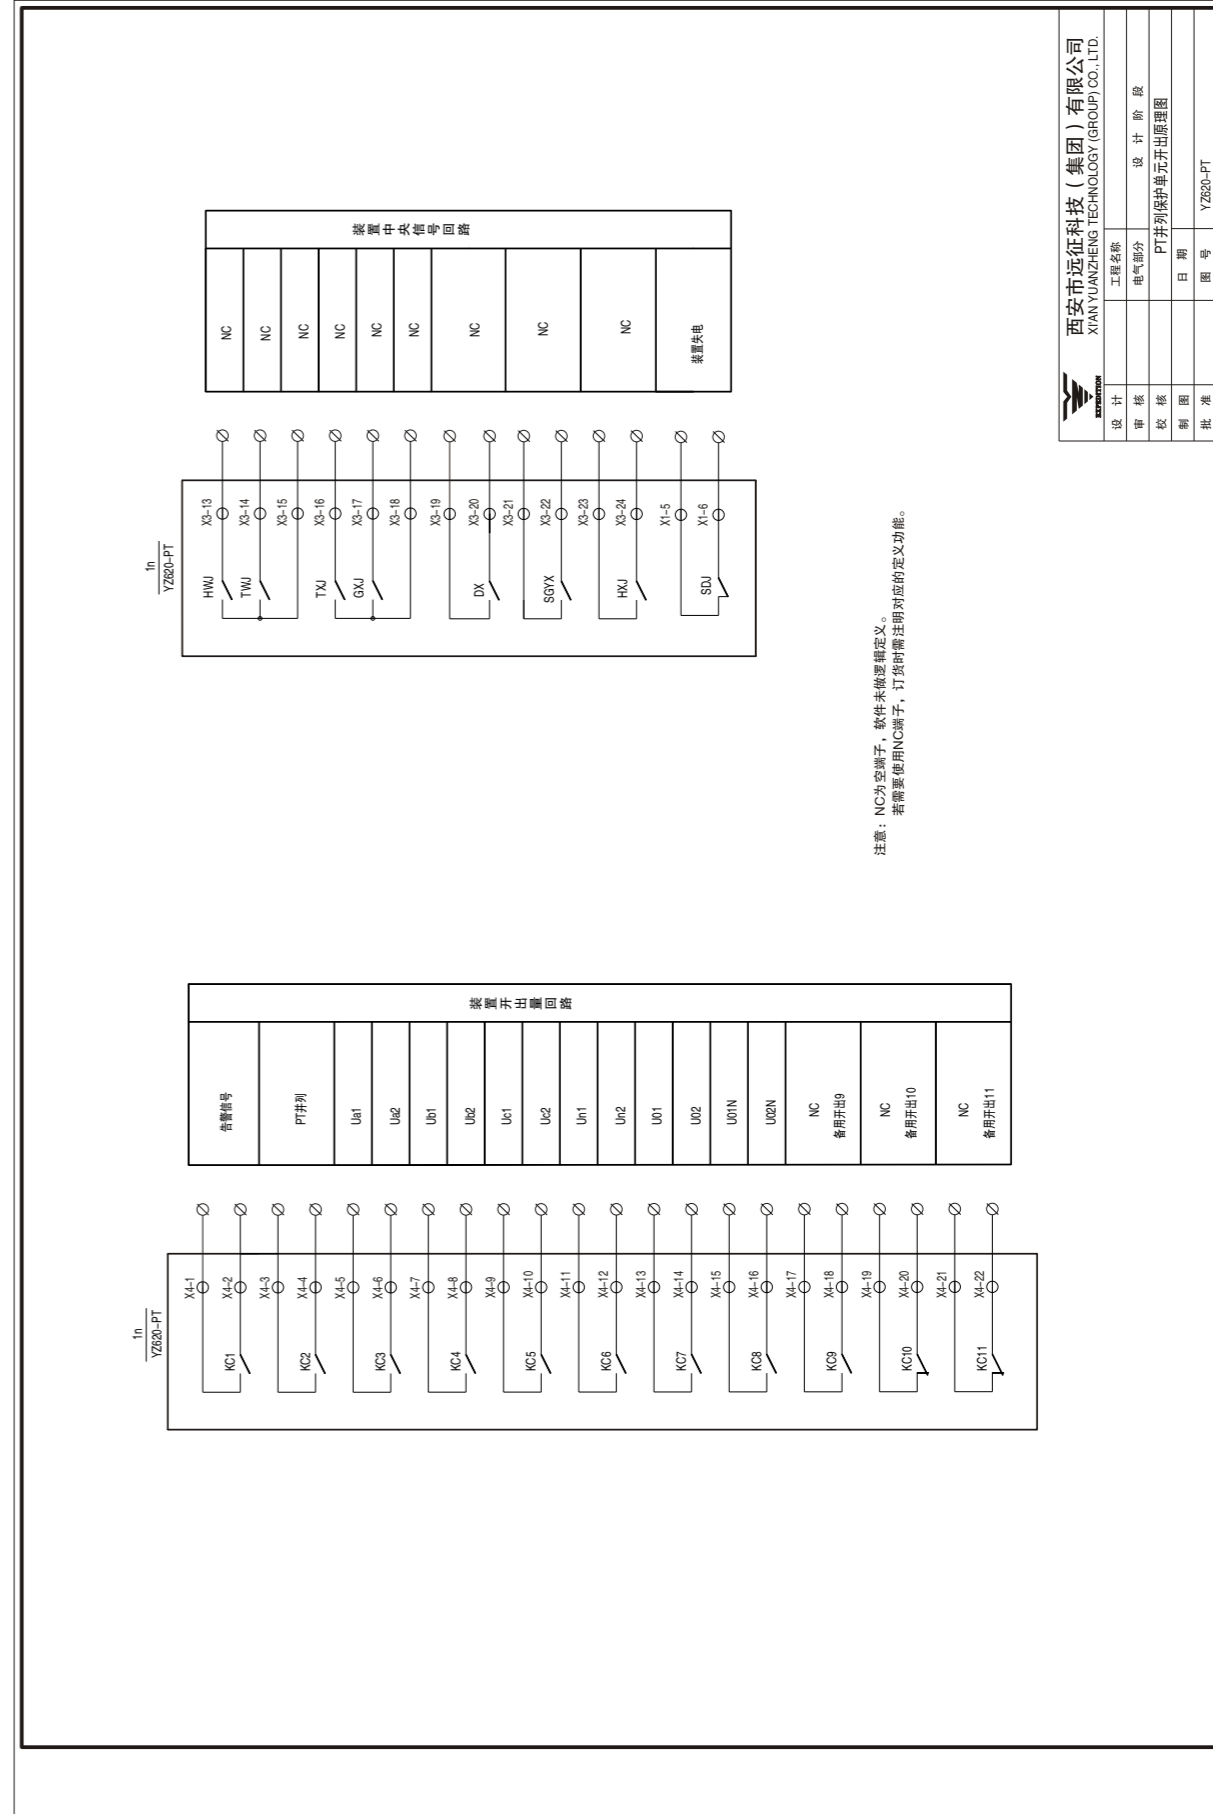 1n
YZ620-PT
X4-1
X4-2
X4-3
X4-4
X4-5
X4-6
X4-7
X4-8
X4-9
X4-10
X4-11
X4-12
X4-13
X4-14
X4-15
X4-16
X4-17
X4-18
X4-19
X4-20
X4-21
X4-22
KC1
KC2
KC3
KC4
KC5
KC6
KC7
KC8
KC9
KC10
KC11
装置开出量回路
告警信号
PT并列
Ua1
Ua2
Ub1
Ub2
Uc1
Uc2
Un1
Un2
U01
U02
U01N
U02N
NC
备用开出9
NC
备用开出10
NC
备用开出11
1n
YZ620-PT
X3-13
X3-14
X3-15
X3-16
X3-17
X3-18
X3-19
X3-20
X3-21
X3-22
X3-23
X3-24
X1-5
X1-6
HWJ
TWJ
TXJ
GXJ
DX
SGYX
HXJ
SDJ
装置中央信号回路
NC
NC
NC
NC
NC
NC
NC
NC
NC
装置失电
注意：NC为空端子，软件未做逻辑定义。
若需要使用NC端子，订货时需注明对应的定义功能。
EXPEDITION
西安市远征科技（集团）有限公司
XI'AN YUANZHENG TECHNOLOGY (GROUP) CO., LTD.
设 计
工程名称
审 核
电气部分
设 计 阶 段
校 核
PT并列保护单元开出原理图
制 图
日 期
批 准
图 号
YZ620-PT